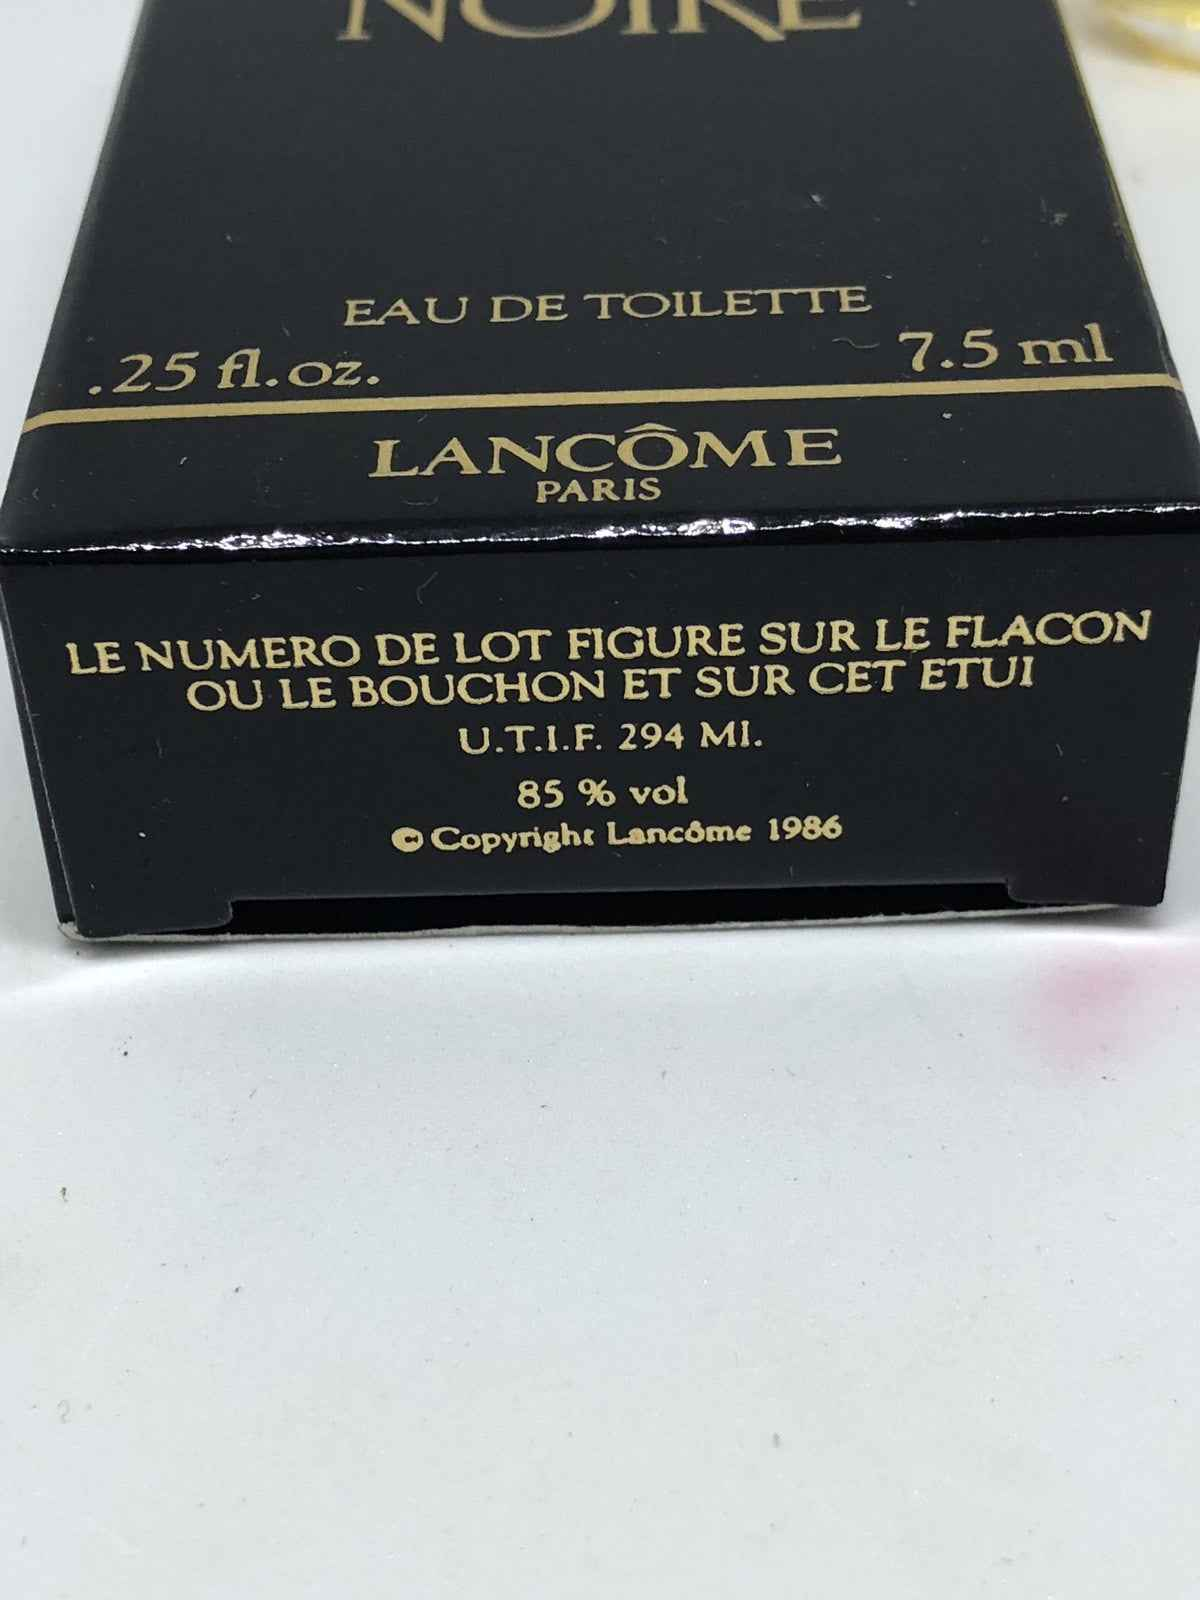 NOIRE
EAU DE TOILETTE
.25 fl.oz. 7.5 ml
LANCÔME
PARIS
LE NUMERO DE LOT FIGURE SUR LE FLACON
OU LE BOUCHON ET SUR CET ETUI
U.T.I.F. 294 MI.
85 % vol
© Copyright Lancôme 1986